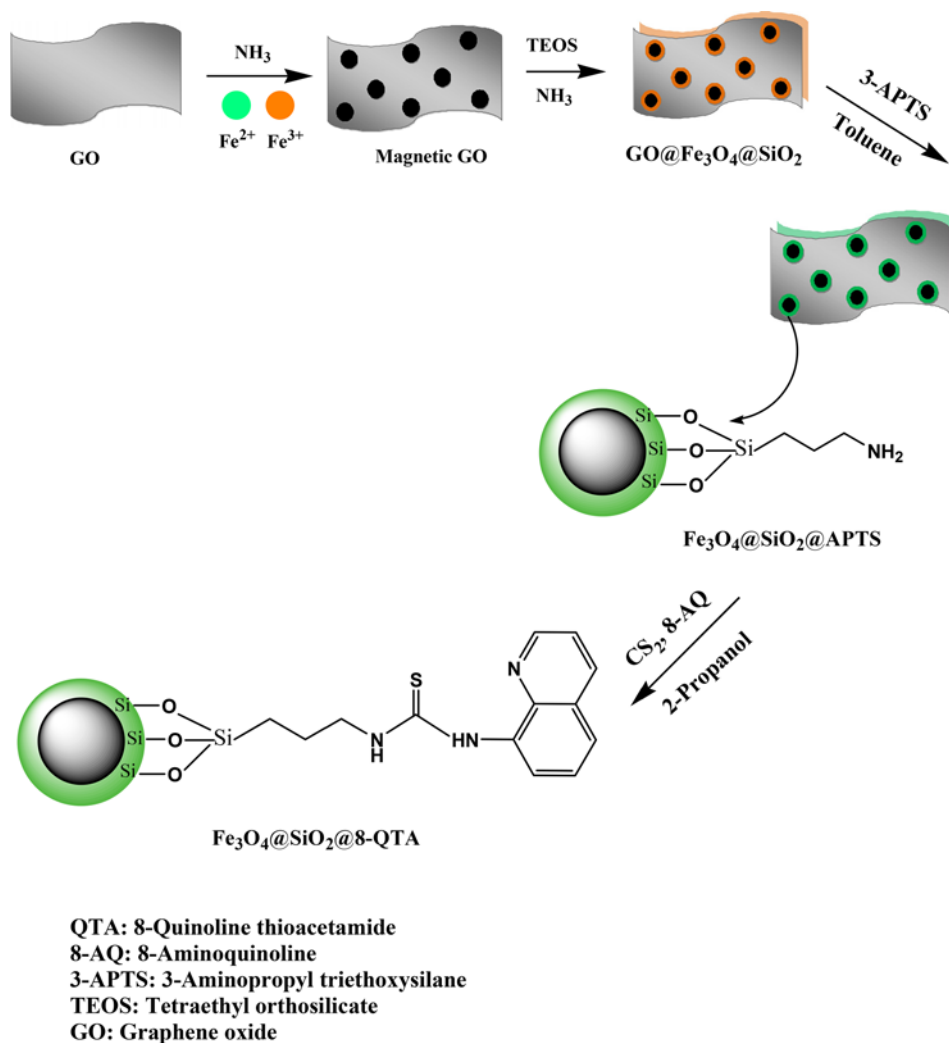 NH₃
Fe²⁺ Fe³⁺
GO
Magnetic GO
TEOS
NH₃
GO@Fe₃O₄@SiO₂
3-APTS
Toluene
Si—O
Si—O—Si
Si—O
NH₂
Fe₃O₄@SiO₂@APTS
CS₂, 8-AQ
2-Propanol
Si—O
Si—O—Si
Si—O
N
H
S
HN
N
Fe₃O₄@SiO₂@8-QTA
QTA: 8-Quinoline thioacetamide
8-AQ: 8-Aminoquinoline
3-APTS: 3-Aminopropyl triethoxysilane
TEOS: Tetraethyl orthosilicate
GO: Graphene oxide